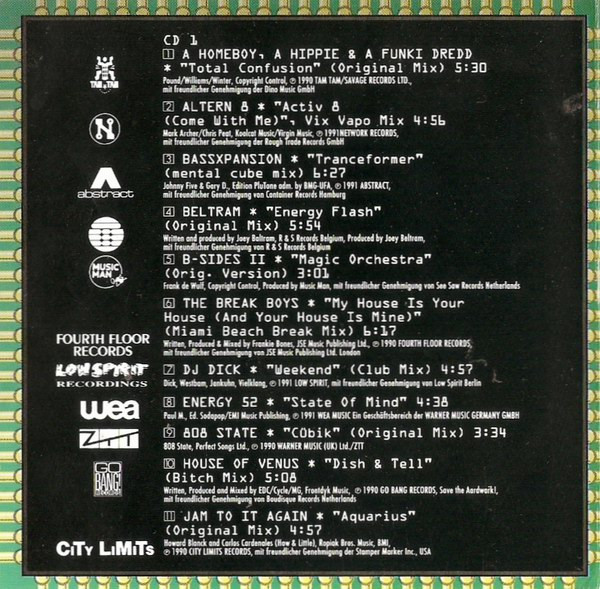 CD 1
1 A HOMEBOY, A HIPPIE & A FUNKI DREDD
* "Total Confusion" (Original Mix) 5:30
Pound/Williams/Winter, Copyright Control, ℗ 1990 TAM TAM/SAVAGE RECORDS LTD.,
mit freundlicher Genehmigung der Dino Music GmbH
TAM TAM
2 ALTERN 8 * "Activ 8
(Come With Me)", Vix Vapo Mix 4:56
Mark Archer/Chris Peat, Koolcat Music/Virgin Music, ℗ 1991NETWORK RECORDS,
mit freundlicher Genehmigung der Rough Trade Records GmbH
N
3 BASSXPANSION * "Tranceformer"
(mental cube mix) 6:27
Johnny Five & Gary D., Edition PluTone adm. by BMG-UFA, ℗ 1991 ABSTRACT,
mit freundlicher Genehmigung von Container Records Hamburg
abstract
4 BELTRAM * "Energy Flash"
(Original Mix) 5:54
Written and produced by Joey Beltram, R & S Records Belgium, Produced by Joey Beltram,
mit freundlicher Genehmigung von R & S Records Belgium
5 B-SIDES II * "Magic Orchestra"
(Orig. Version) 3:01
Frank de Wulf, Copyright Control, Produced by Music Man, mit freundlicher Genehmigung von See Saw Records Netherlands
MUSIC
MAN
6 THE BREAK BOYS * "My House Is Your
House (And Your House Is Mine)"
(Miami Beach Break Mix) 6:17
Written, Produced & Mixed by Frankie Bones, JSE Music Publishing Ltd., ℗ 1990 FOURTH FLOOR RECORDS,
mit freundlicher Genehmigung von JSE Music Publishing Ltd. London
FOURTH FLOOR
RECORDS
7 DJ DICK * "Weekend" (Club Mix) 4:57
Dick, Westbam, Jankuhn, Vielklang, ℗ 1991 LOW SPIRIT, mit freundlicher Genehmigung von Low Spirit Berlin
LOW SPIRIT
RECORDINGS
8 ENERGY 52 * "State Of Mind" 4:38
Paul M., Ed. Sedapop/EMI Music Publishing, ℗ 1991 WEA MUSIC Ein Geschäftsbereich der WARNER MUSIC GERMANY GMBH
wea
9 808 STATE * "CÜbik" (Original Mix) 3:34
808 State, Perfect Songs Ltd., ℗ 1990 WARNER MUSIC (UK) Ltd./ZTT
ZTT
10 HOUSE OF VENUS * "Dish & Tell"
(Bitch Mix) 5:08
Written, Produced and Mixed by EDC/Cycle/MG, Frontdyk Music, ℗ 1990 GO BANG RECORDS, Save the Aardwark!,
mit freundlicher Genehmigung von Boudisque Records Netherlands
GO
BANG!
11 JAM TO IT AGAIN * "Aquarius"
(Original Mix) 4:57
Howard Blanck and Carlos Cardenales (Haw & Little), Rapiak Bros. Music, BMI,
℗ 1990 CITY LIMITS RECORDS, mit freundlicher Genehmigung der Stamper Marker Inc., USA
CiTY LiMiTs